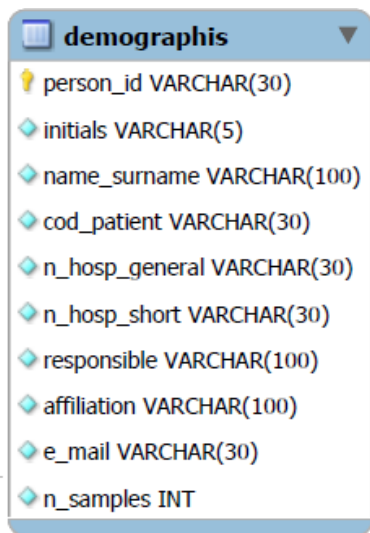 demographis
person_id VARCHAR(30)
initials VARCHAR(5)
name_surname VARCHAR(100)
cod_patient VARCHAR(30)
n_hosp_general VARCHAR(30)
n_hosp_short VARCHAR(30)
responsible VARCHAR(100)
affiliation VARCHAR(100)
e_mail VARCHAR(30)
n_samples INT